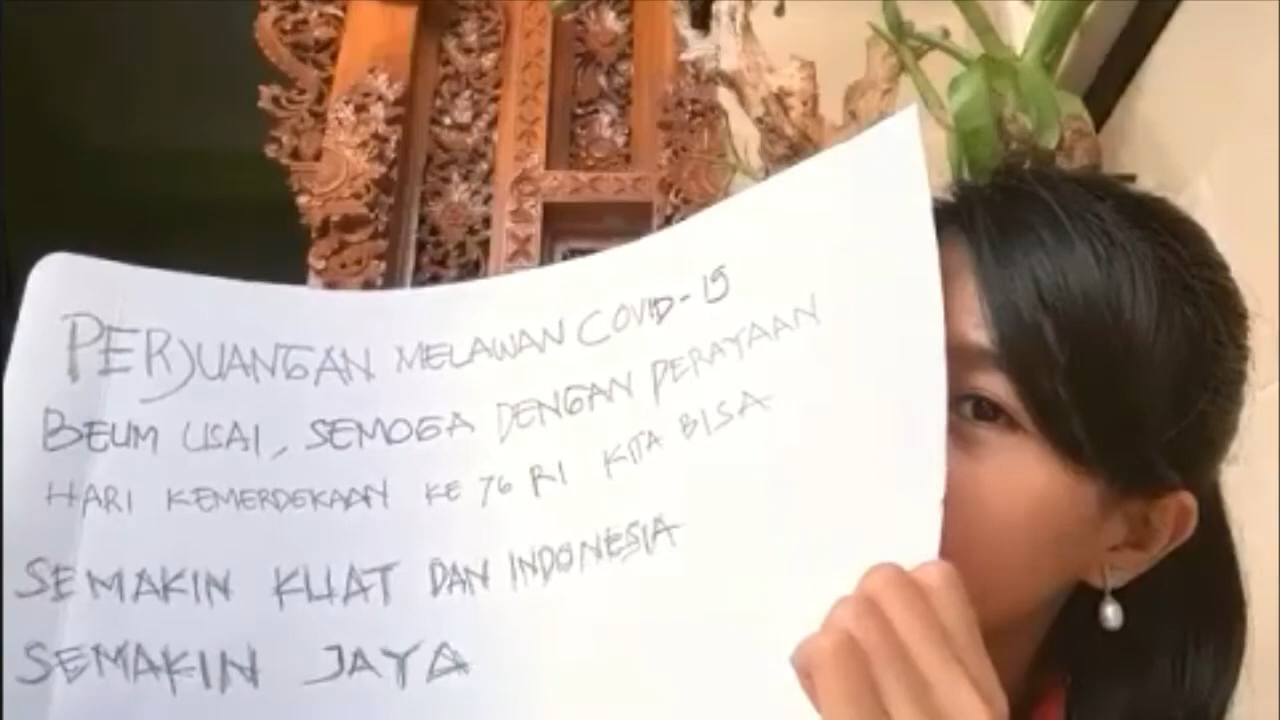 PERJUANGAN MELAWAN COVID-19
BEUM USAI, SEMOGA DENGAN PERAYAAN
HARI KEMERDEKAAN KE 76 RI KITA BISA
SEMAKIN KUAT DAN INDONESIA
SEMAKIN JAYA